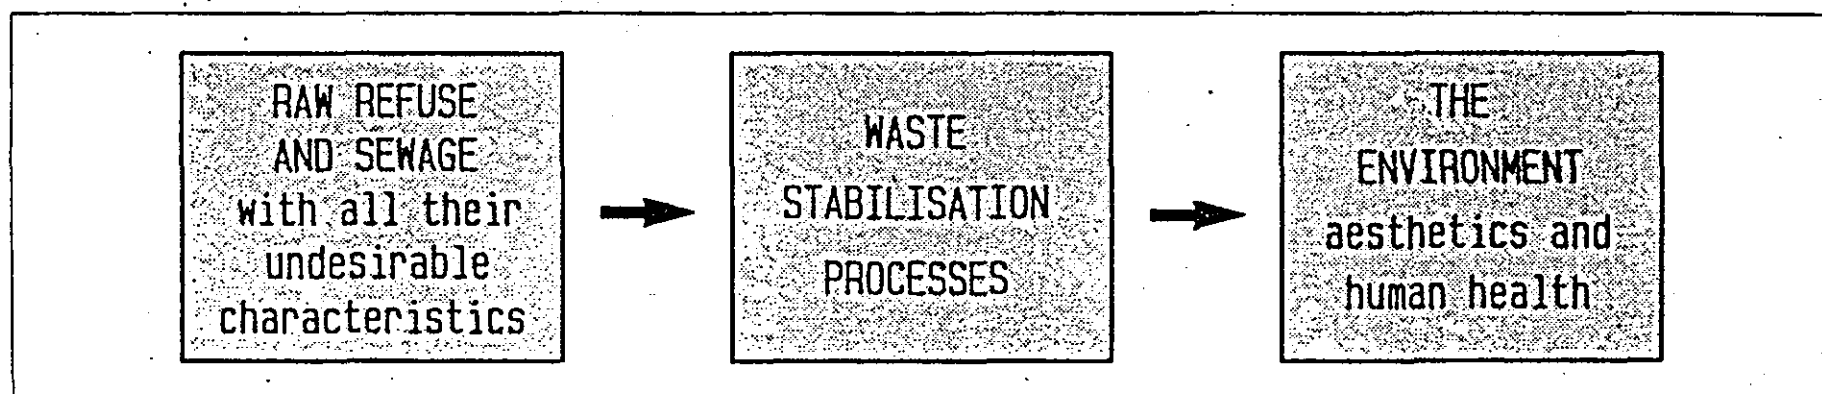 RAW REFUSE
AND SEWAGE
with all their
undesirable
characteristics
WASTE
STABILISATION
PROCESSES
THE
ENVIRONMENT
aesthetics and
human health